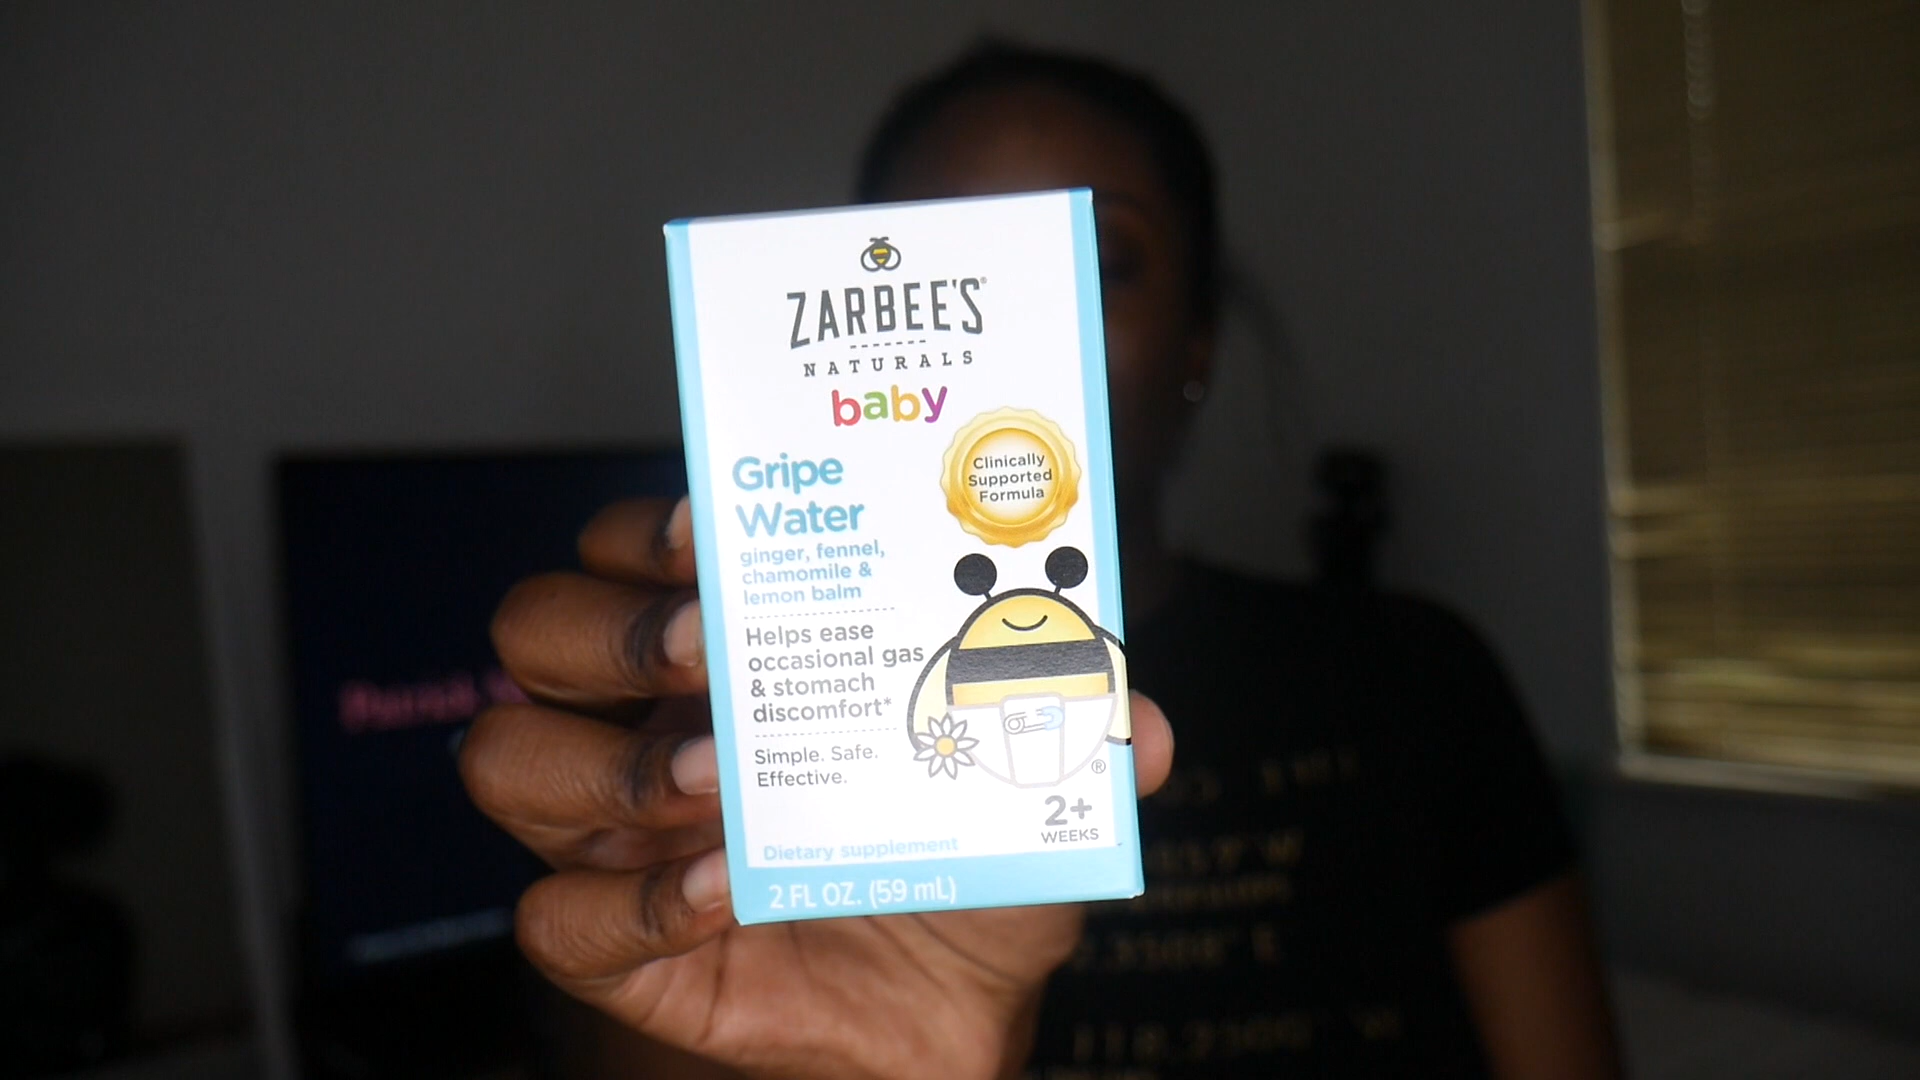 ZARBEE'S®
NATURALS
baby
Gripe
Water
ginger, fennel,
chamomile &
lemon balm
Clinically
Supported
Formula
Helps ease
occasional gas
& stomach
discomfort*
Simple. Safe.
Effective.
®
2+
WEEKS
Dietary supplement
2 FL OZ. (59 mL)